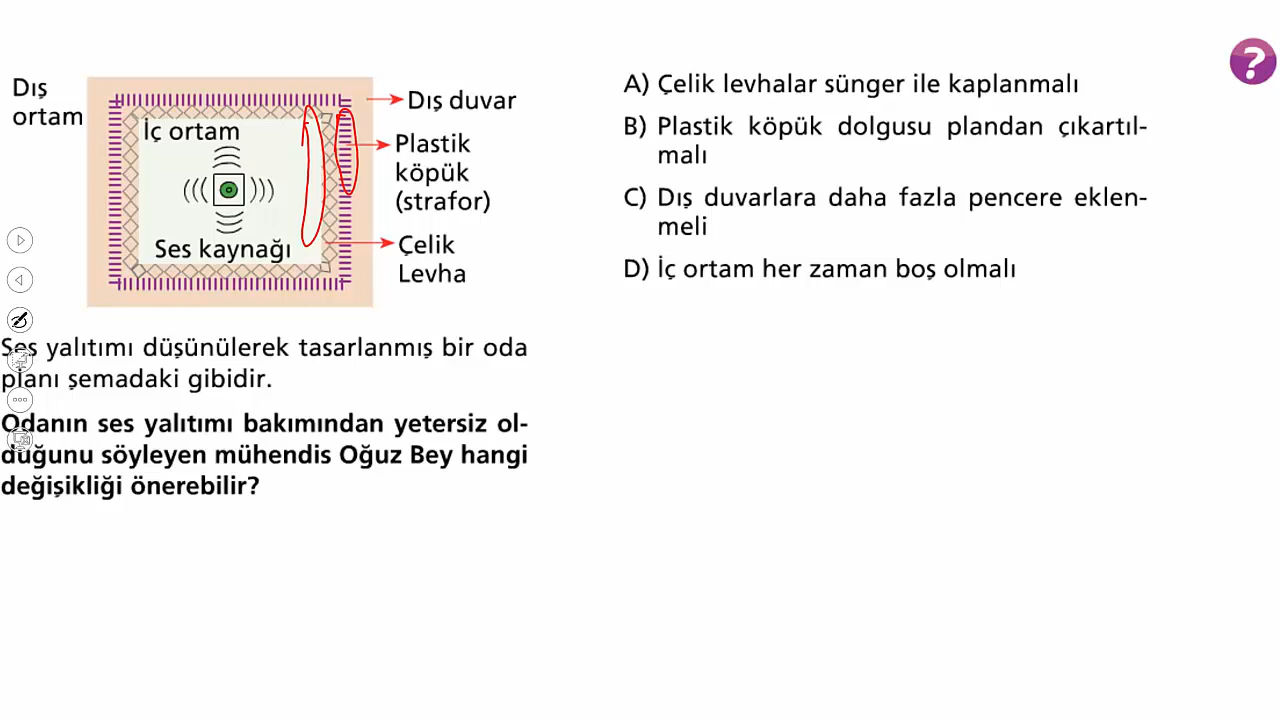 Dış
ortam
İç ortam
Ses kaynağı
Dış duvar
Plastik
köpük
(strafor)
Çelik
Levha
Ses yalıtımı düşünülerek tasarlanmış bir oda
planı şemadaki gibidir.
Odanın ses yalıtımı bakımından yetersiz ol-
duğunu söyleyen mühendis Oğuz Bey hangi
değişikliği önerebilir?
A) Çelik levhalar sünger ile kaplanmalı
B) Plastik köpük dolgusu plandan çıkartıl-
malı
C) Dış duvarlara daha fazla pencere eklen-
meli
D) İç ortam her zaman boş olmalı
?